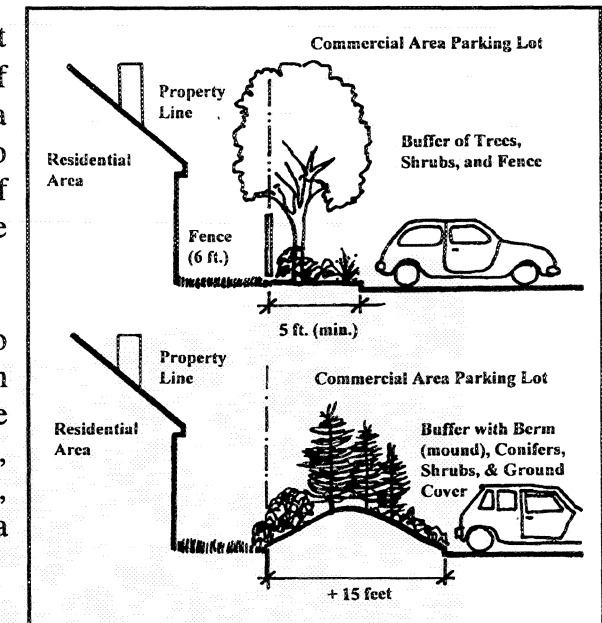 t
f
a
o
f
e
o
n
e
,
,
a
Commercial Area Parking Lot
Property
Line
Residential
Area
Buffer of Trees,
Shrubs, and Fence
Fence
(6 ft.)
5 ft. (min.)
Property
Line
Commercial Area Parking Lot
Residential
Area
Buffer with Berm
(mound), Conifers,
Shrubs, & Ground
Cover
+ 15 feet